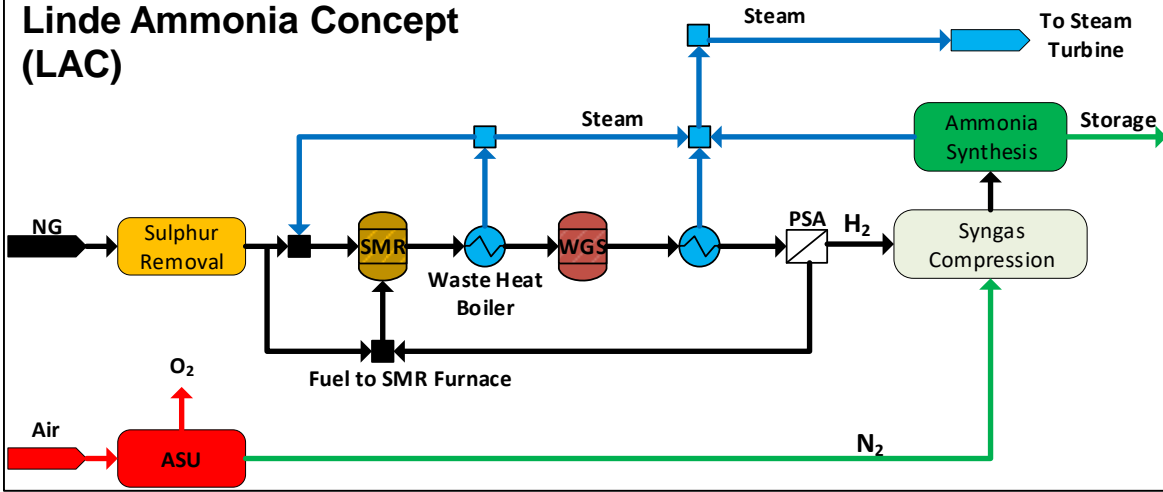 Linde Ammonia Concept
(LAC)
Steam
To Steam
Turbine
Steam
Ammonia
Synthesis
Storage
NG
Sulphur
Removal
SMR
Waste Heat
Boiler
WGS
PSA
H₂
Syngas
Compression
Fuel to SMR Furnace
O₂
Air
ASU
N₂